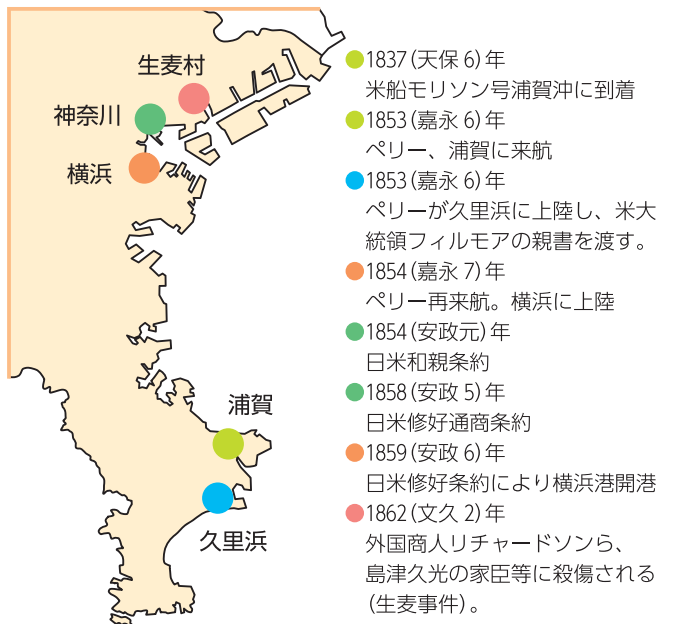 生麦村
神奈川
横浜
浦賀
久里浜
●1837(天保6)年
米船モリソン号浦賀沖に到着
●1853(嘉永6)年
ペリー、浦賀に来航
●1853(嘉永6)年
ペリーが久里浜に上陸し、米大
統領フィルモアの親書を渡す。
●1854(嘉永7)年
ペリー再来航。横浜に上陸
●1854(安政元)年
日米和親条約
●1858(安政5)年
日米修好通商条約
●1859(安政6)年
日米修好条約により横浜港開港
●1862(文久2)年
外国商人リチャードソンら、
島津久光の家臣等に殺傷される
(生麦事件)。